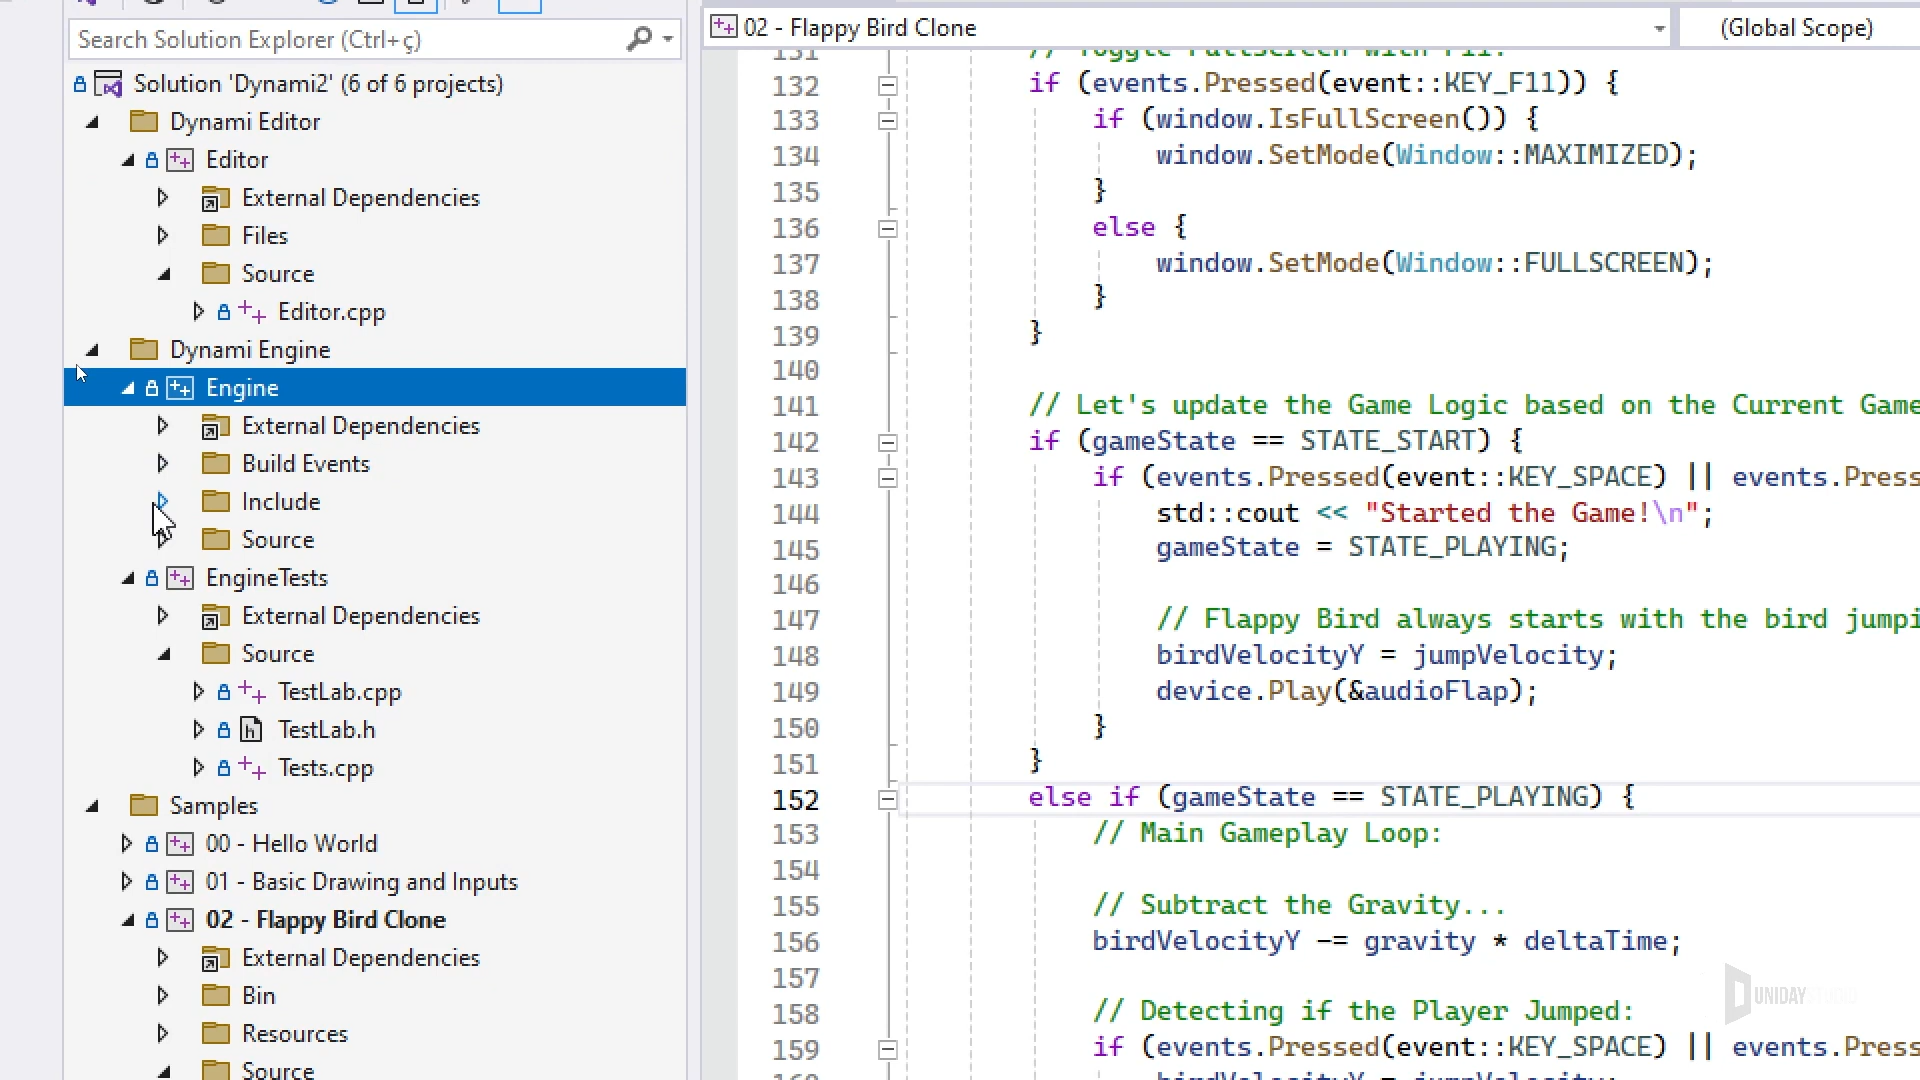 Search Solution Explorer (Ctrl+ç)
Solution 'Dynami2' (6 of 6 projects)
Dynami Editor
Editor
External Dependencies
Files
Source
Editor.cpp
Dynami Engine
Engine
External Dependencies
Build Events
Include
Source
EngineTests
External Dependencies
Source
TestLab.cpp
TestLab.h
Tests.cpp
Samples
00 - Hello World
01 - Basic Drawing and Inputs
02 - Flappy Bird Clone
External Dependencies
Bin
Resources
Source
02 - Flappy Bird Clone
(Global Scope)
131 // Toggle Fullscreen with F11:
132 if (events.Pressed(event::KEY_F11)) {
133 if (window.IsFullScreen()) {
134 window.SetMode(Window::MAXIMIZED);
135 }
136 else {
137 window.SetMode(Window::FULLSCREEN);
138 }
139 }
140
141 // Let's update the Game Logic based on the Current Game
142 if (gameState == STATE_START) {
143 if (events.Pressed(event::KEY_SPACE) || events.Press
144 std::cout << "Started the Game!\n";
145 gameState = STATE_PLAYING;
146
147 // Flappy Bird always starts with the bird jumpi
148 birdVelocityY = jumpVelocity;
149 device.Play(&audioFlap);
150 }
151 }
152 else if (gameState == STATE_PLAYING) {
153 // Main Gameplay Loop:
154
155 // Subtract the Gravity...
156 birdVelocityY -= gravity * deltaTime;
157
158 // Detecting if the Player Jumped:
159 if (events.Pressed(event::KEY_SPACE) || events.Press
160 birdVelocityY = jumpVelocity;
UNIDAY